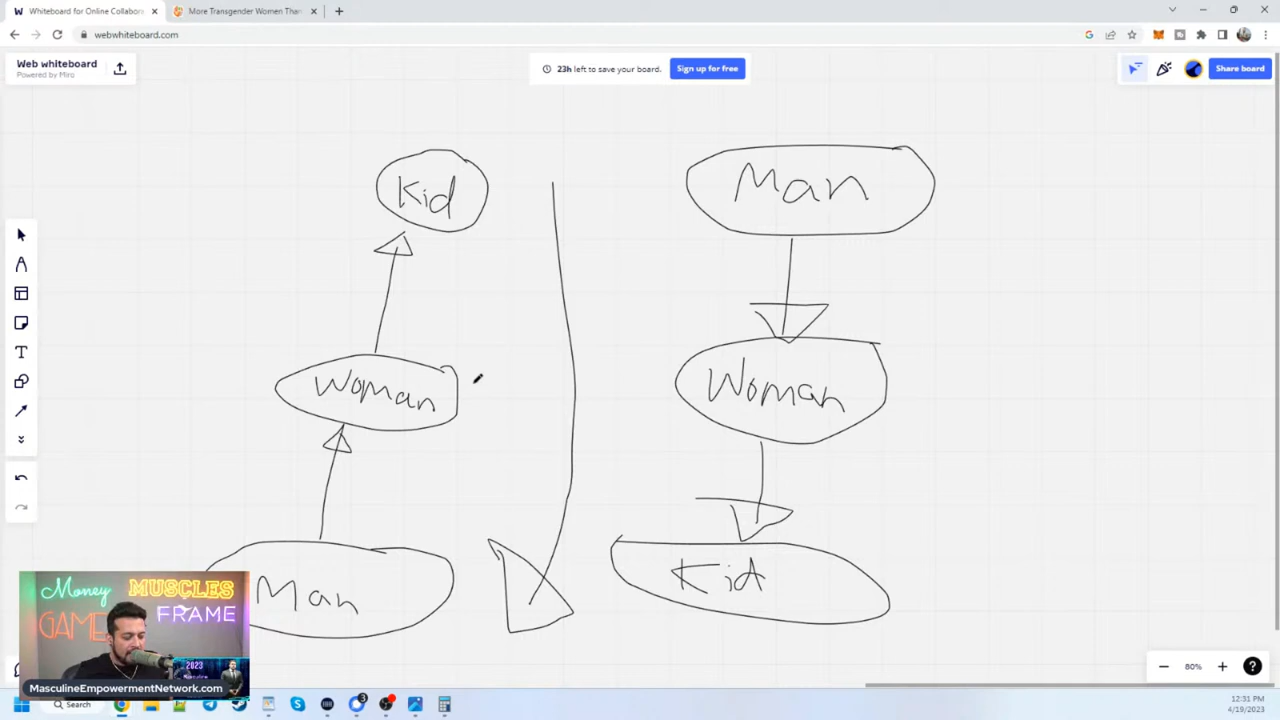 Whiteboard for Online Collabora
More Transgender Women Than
webwhiteboard.com
Web whiteboard
Powered by Miro
23h left to save your board.
Sign up for free
Share board
Kid
Man
Woman
Woman
Man
Kid
Money
MUSCLES
GAME
FRAME
2023
MasculineEmpowermentNetwork.com
80%
Search
3
12:31 PM
4/19/2023